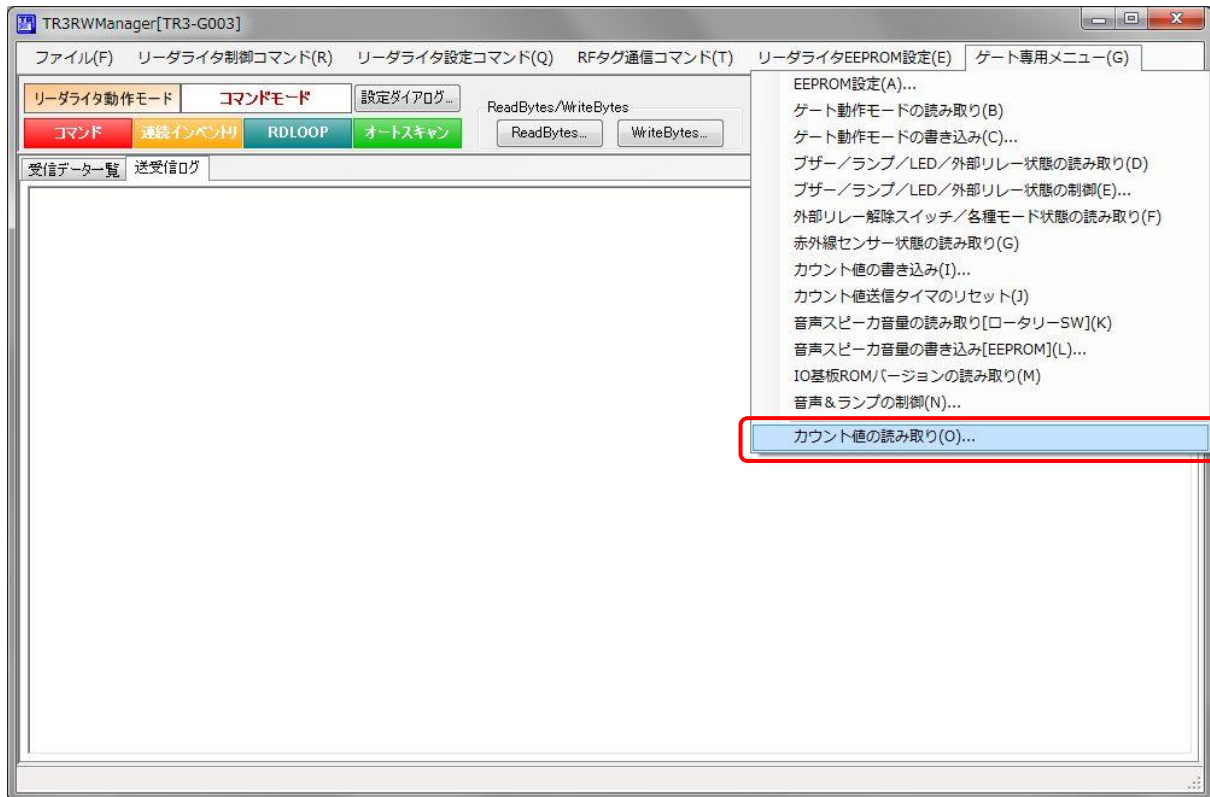 TR3RWManager[TR3-G003]
ファイル(F) リーダライタ制御コマンド(R) リーダライタ設定コマンド(Q) RFタグ通信コマンド(T) リーダライタEEPROM設定(E) ゲート専用メニュー(G)
リーダライタ動作モード コマンドモード 設定ダイアログ... ReadBytes/WriteBytes
コマンド 連続インベントリ RDLOOP オートスキャン ReadBytes... WriteBytes...
受信データ一覧 送受信ログ
EEPROM設定(A)...
ゲート動作モードの読み取り(B)
ゲート動作モードの書き込み(C)...
ブザー／ランプ／LED／外部リレー状態の読み取り(D)
ブザー／ランプ／LED／外部リレー状態の制御(E)...
外部リレー解除スイッチ／各種モード状態の読み取り(F)
赤外線センサー状態の読み取り(G)
カウント値の書き込み(I)...
カウント値送信タイマのリセット(J)
音声スピーカ音量の読み取り[ロータリーSW](K)
音声スピーカ音量の書き込み[EEPROM](L)...
IO基板ROMバージョンの読み取り(M)
音声＆ランプの制御(N)...
カウント値の読み取り(O)...